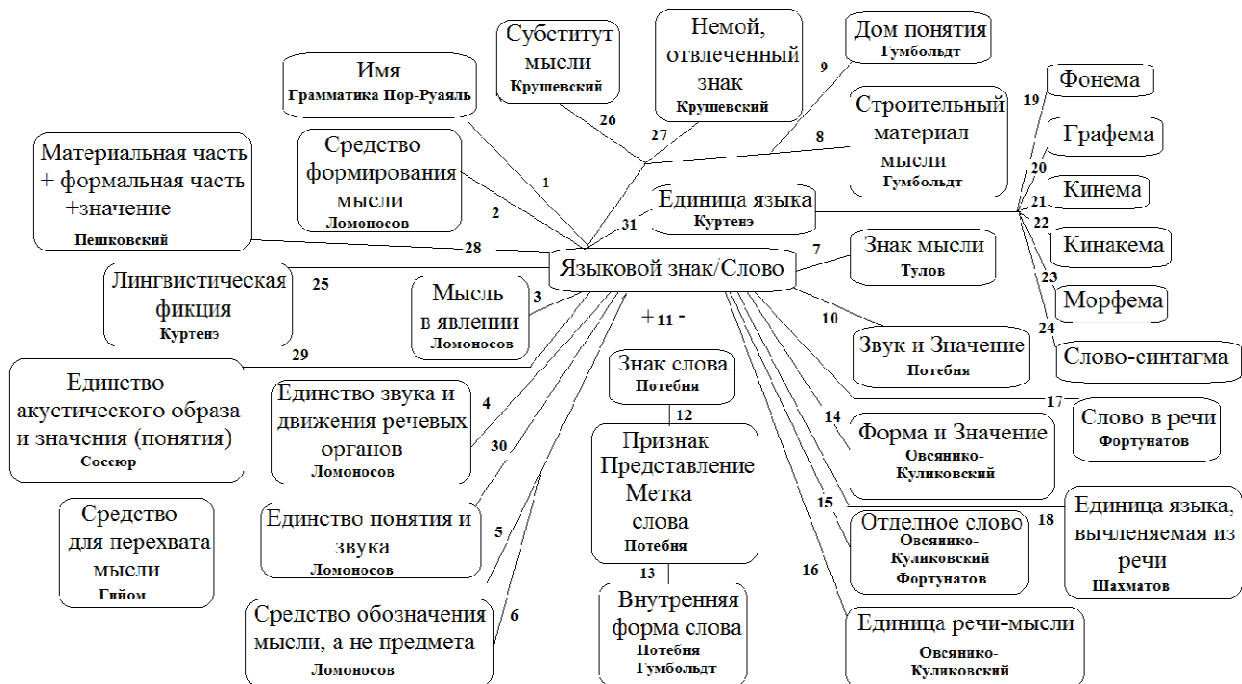 Субститут
мысли
Крушевский
Немой,
отвлеченный
знак
Крушевский
Дом понятия
Гумбольдт
Имя
Грамматика Пор-Руаяль
9
19
Фонема
26
27
8
Строительный
материал
мысли
Гумбольдт
Графема
20
Материальная часть
+ формальная часть
+значение
Пешковский
Средство
формирования
мысли
Ломоносов
1
2
31
Единица языка
Куртенэ
21
Кинема
22
Кинакема
28
Языковой знак/Слово
7
Знак мысли
Тулов
23
Морфема
24
Слово-синтагма
Лингвистическая
фикция
Куртенэ
25
Мысль
в явлении
Ломоносов
3
+ 11 -
10
Звук и Значение
Потебня
29
Единство
акустического образа
и значения (понятия)
Соссюр
Единство звука и
движения речевых
органов
Ломоносов
4
30
Знак слова
Потебня
12
Признак
Представление
Метка
слова
Потебня
13
Внутренняя
форма слова
Потебня
Гумбольдт
14
Форма и Значение
Овсянико-
Куликовский
17
Слово в речи
Фортунатов
Средство
для перехвата
мысли
Гийом
Единство понятия и
звука
Ломоносов
5
15
Отделное слово
Овсянико-
Куликовский
Фортунатов
18
Единица языка,
вычленяемая из
речи
Шахматов
Средство обозначения
мысли, а не предмета
Ломоносов
6
16
Единица речи-мысли
Овсянико-
Куликовский